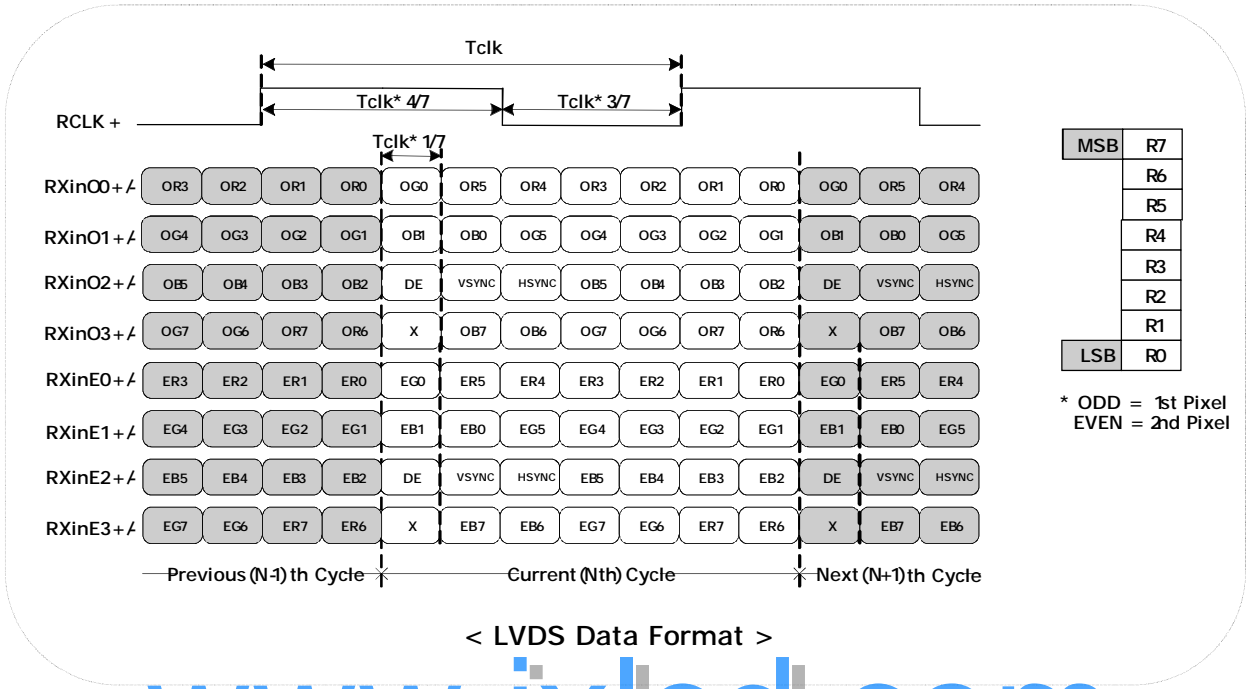 Tclk
Tclk* 4/7 Tclk* 3/7
RCLK +
Tclk* 1/7
RXinO0+/- OR3 OR2 OR1 OR0 OG0 OR5 OR4 OR3 OR2 OR1 OR0 OG0 OR5 OR4
RXinO1+/- OG4 OG3 OG2 OG1 OB1 OB0 OG5 OG4 OG3 OG2 OG1 OB1 OB0 OG5
RXinO2+/- OB5 OB4 OB3 OB2 DE VSYNC HSYNC OB5 OB4 OB3 OB2 DE VSYNC HSYNC
RXinO3+/- OG7 OG6 OR7 OR6 X OB7 OB6 OG7 OG6 OR7 OR6 X OB7 OB6
RXinE0+/- ER3 ER2 ER1 ER0 EG0 ER5 ER4 ER3 ER2 ER1 ER0 EG0 ER5 ER4
RXinE1+/- EG4 EG3 EG2 EG1 EB1 EB0 EG5 EG4 EG3 EG2 EG1 EB1 EB0 EG5
RXinE2+/- EB5 EB4 EB3 EB2 DE VSYNC HSYNC EB5 EB4 EB3 EB2 DE VSYNC HSYNC
RXinE3+/- EG7 EG6 ER7 ER6 X EB7 EB6 EG7 EG6 ER7 ER6 X EB7 EB6
Previous (N-1) th Cycle Current (Nth) Cycle Next (N+1) th Cycle
MSB R7
R6
R5
R4
R3
R2
R1
LSB R0
* ODD = 1st Pixel
EVEN = 2nd Pixel
< LVDS Data Format >